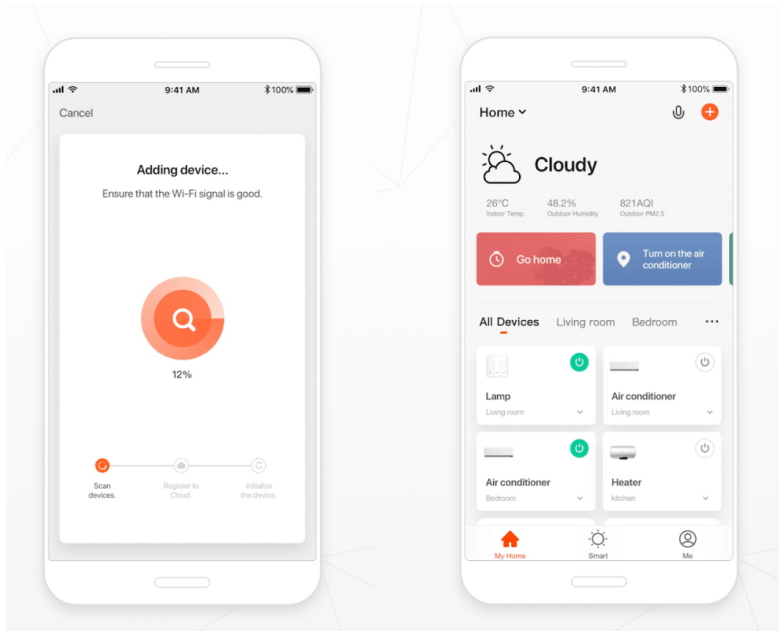 9:41 AM
100%
Cancel
Adding device...
Ensure that the Wi-Fi signal is good.
12%
Scan
devices.
Register to
Cloud.
Initialize
the device.
9:41 AM
100%
Home
Cloudy
26°C
48.2%
821AQI
Indoor Temp.
Outdoor Humidity
Outdoor PM2.5
Go home
Turn on the air
conditioner
All Devices
Living room
Bedroom
Lamp
Living room
Air conditioner
Living room
Air conditioner
Bedroom
Heater
kitchen
My Home
Smart
Me